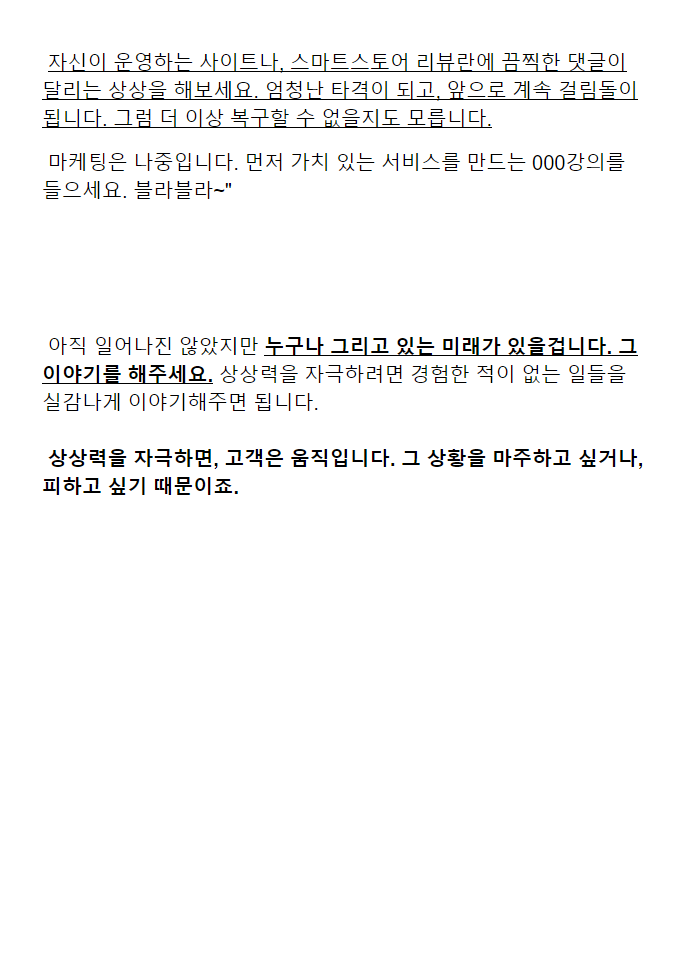 자신이 운영하는 사이트나, 스마트스토어 리뷰란에 끔찍한 댓글이
달리는 상상을 해보세요. 엄청난 타격이 되고, 앞으로 계속 걸림돌이
됩니다. 그럼 더 이상 복구할 수 없을지도 모릅니다.
마케팅은 나중입니다. 먼저 가치 있는 서비스를 만드는 000강의를
들으세요. 블라블라~"
아직 일어나진 않았지만 누구나 그리고 있는 미래가 있을겁니다. 그
이야기를 해주세요. 상상력을 자극하려면 경험한 적이 없는 일들을
실감나게 이야기해주면 됩니다.
상상력을 자극하면, 고객은 움직입니다. 그 상황을 마주하고 싶거나,
피하고 싶기 때문이죠.